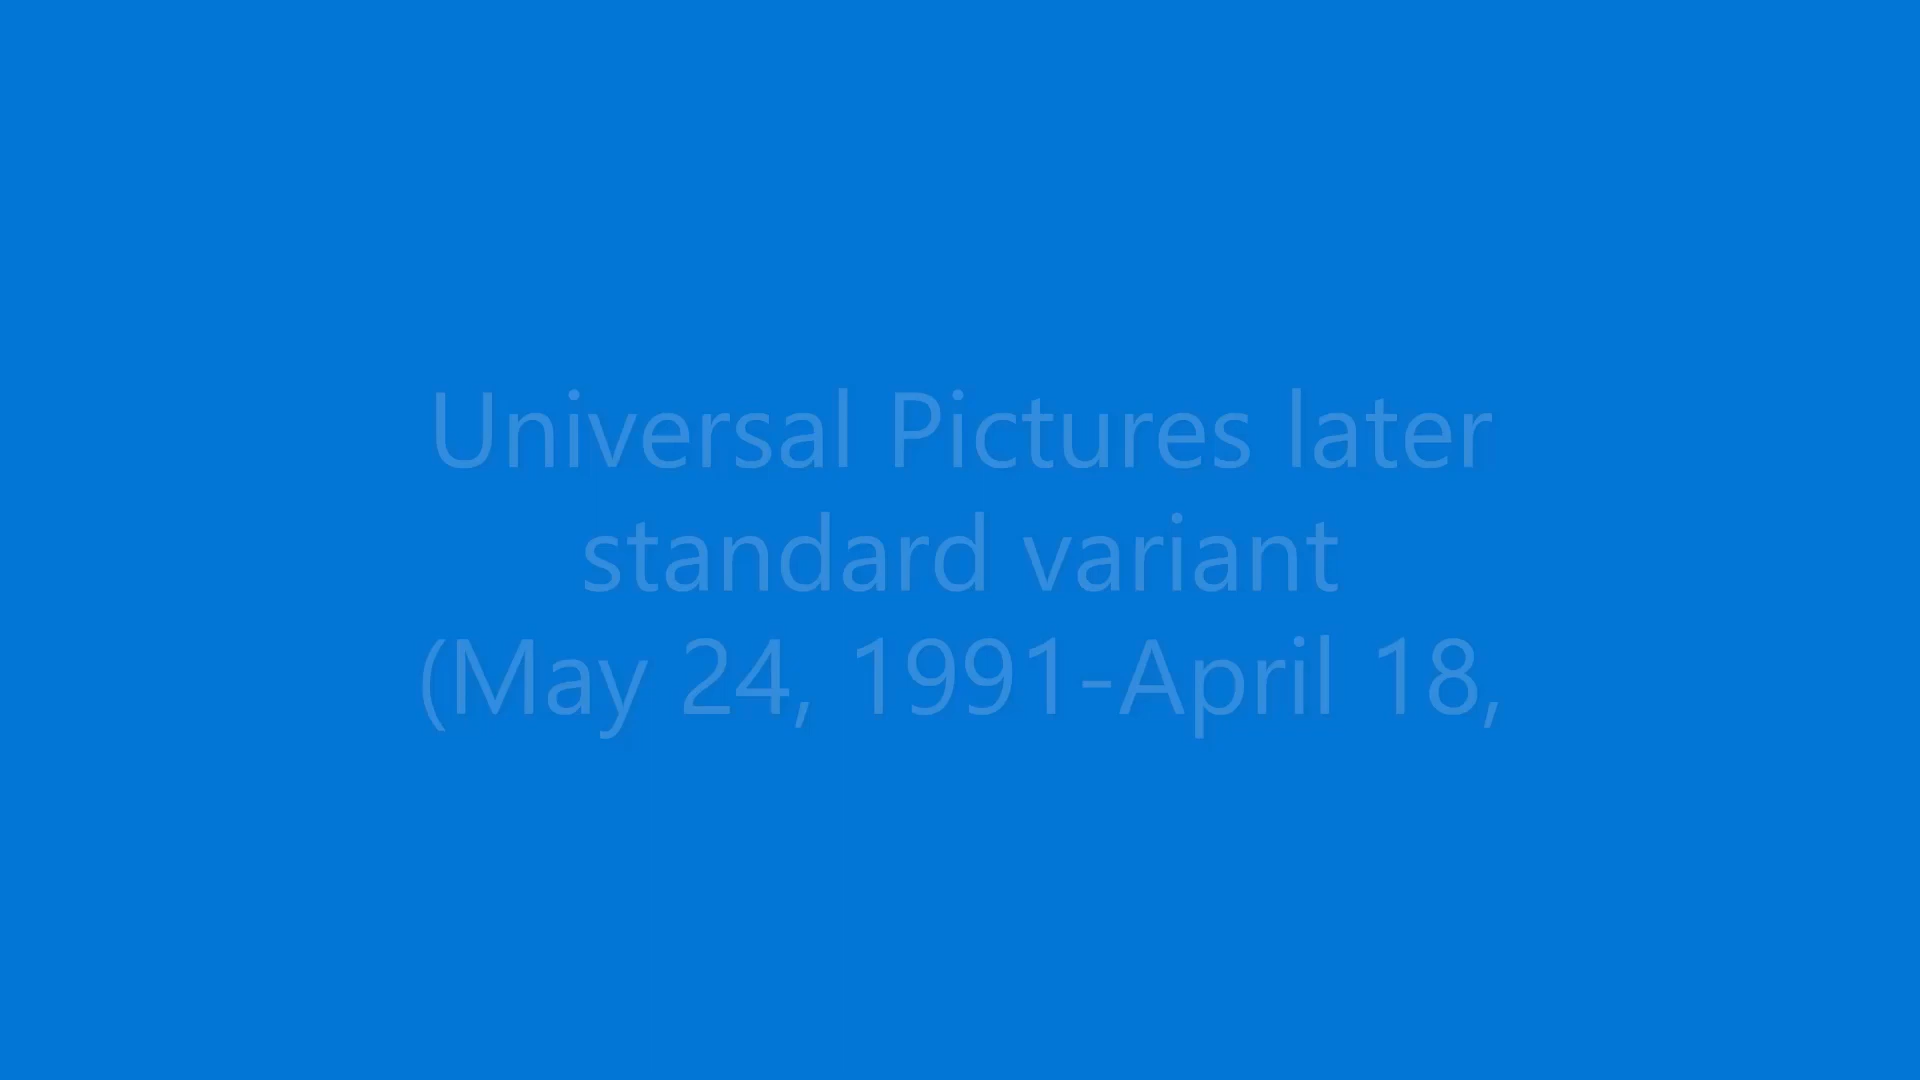 Universal Pictures later
standard variant
(May 24, 1991-April 18,